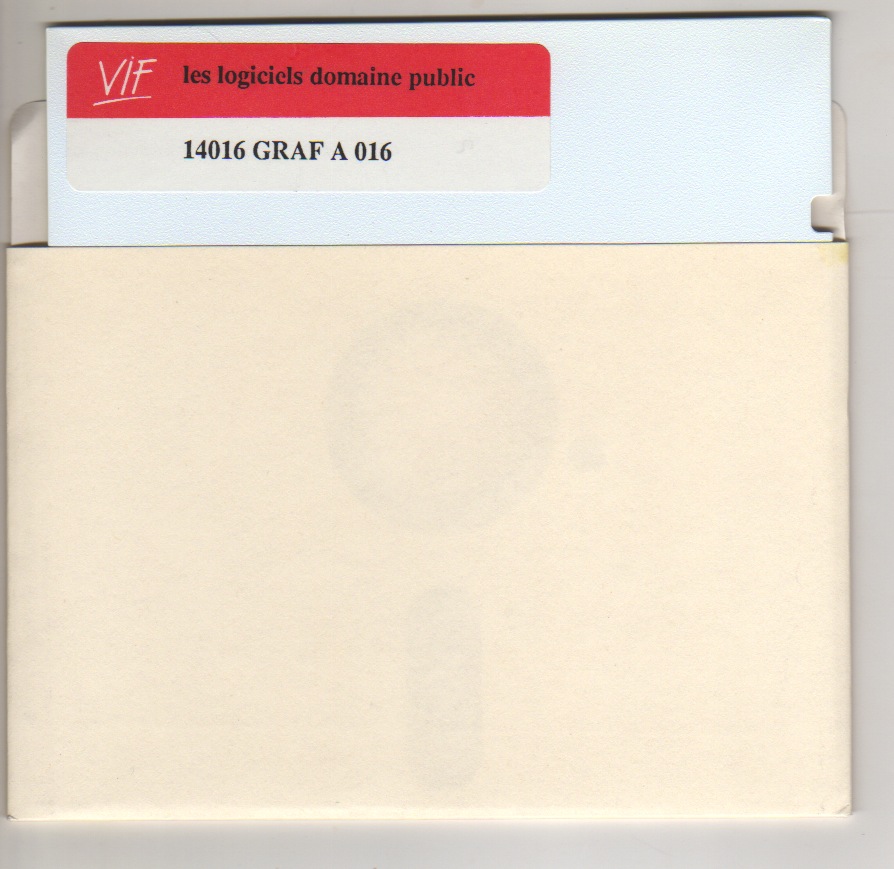 VIF
les logiciels domaine public
14016 GRAF A 016